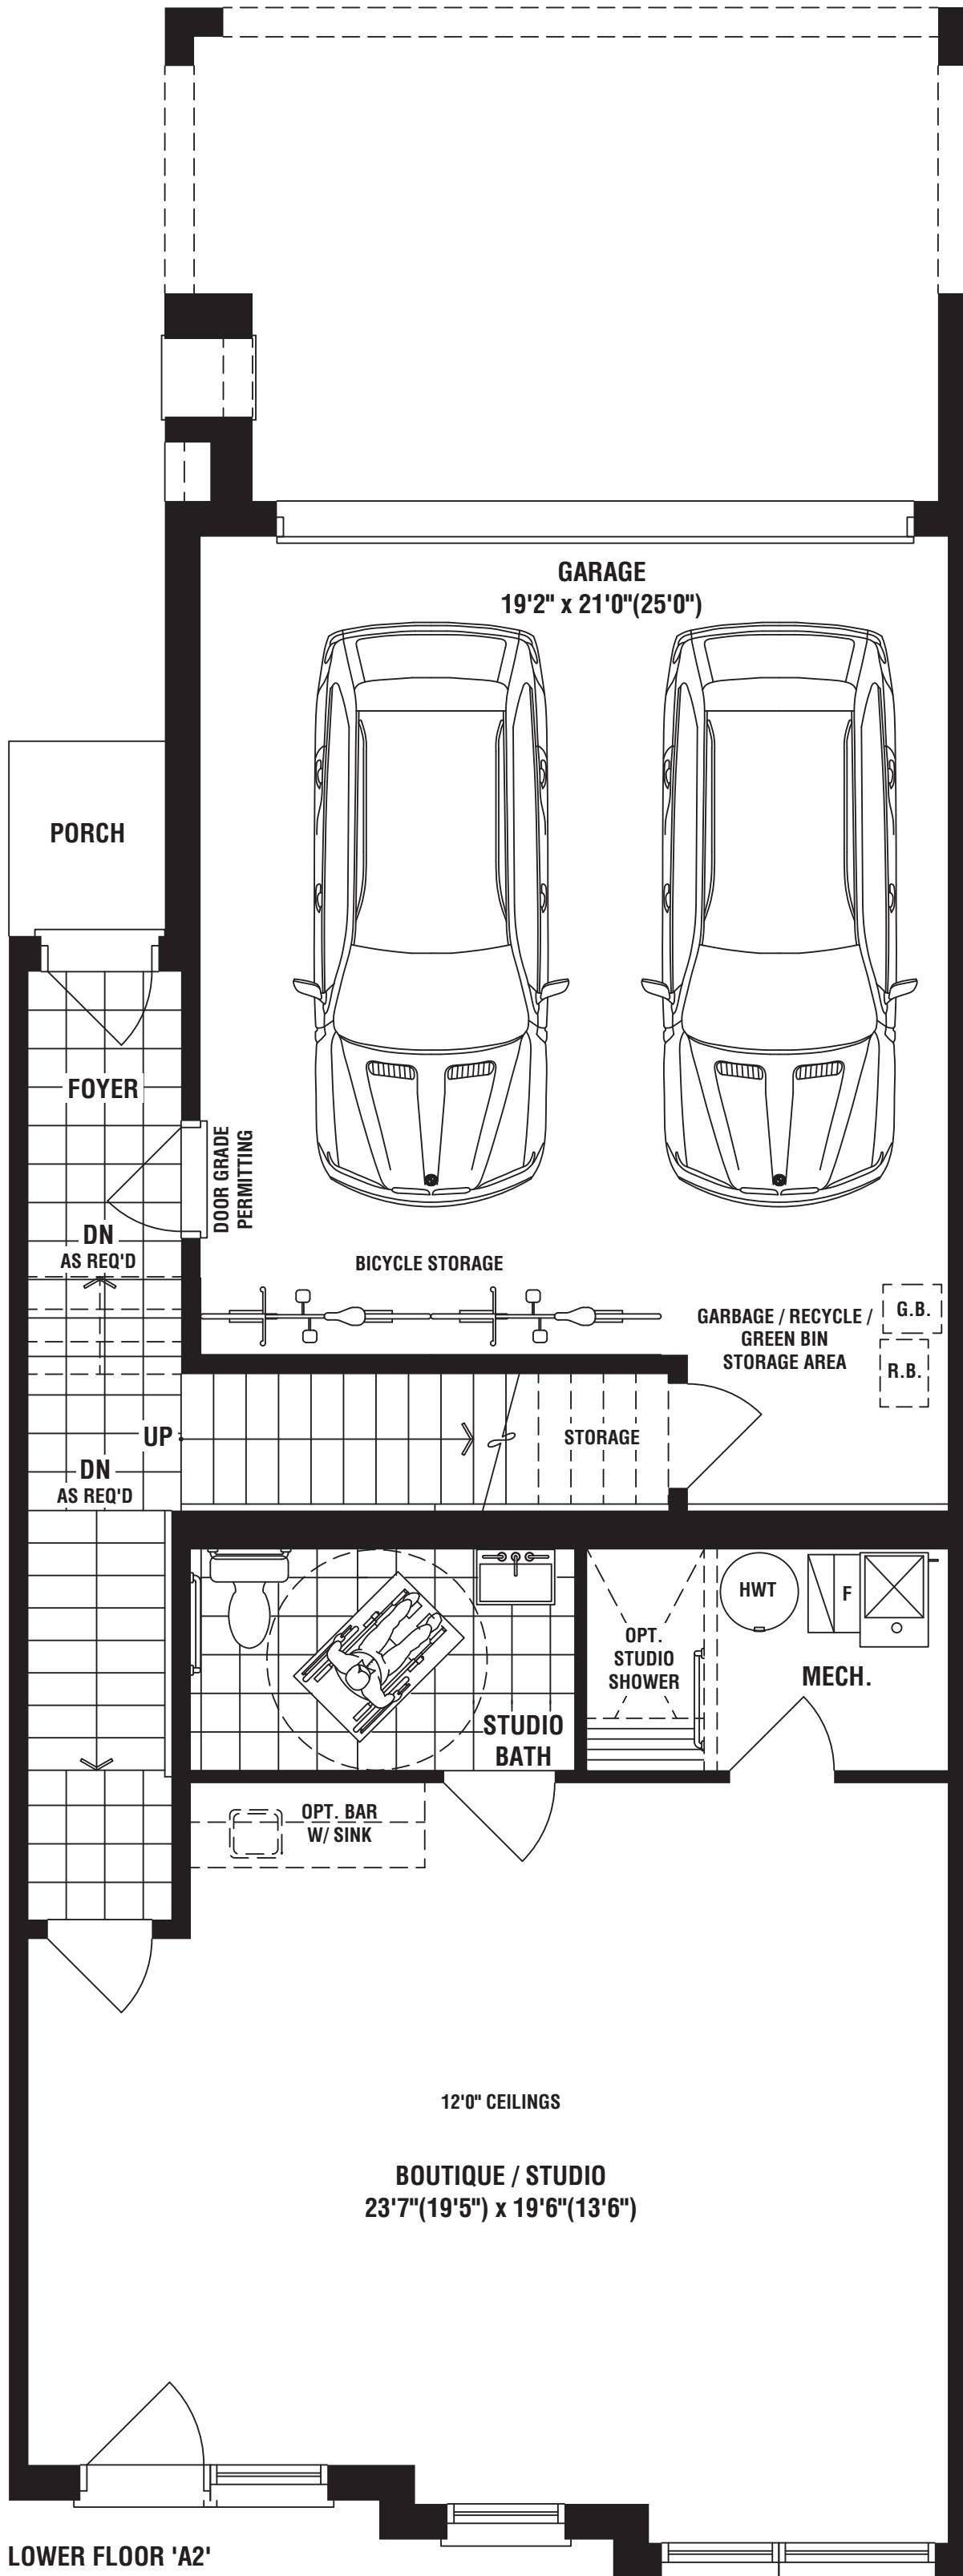 GARAGE
19'2" x 21'0"(25'0")
PORCH
FOYER
DOOR GRADE
PERMITTING
DN
AS REQ'D
BICYCLE STORAGE
GARBAGE / RECYCLE /
GREEN BIN
STORAGE AREA
G.B.
R.B.
UP
STORAGE
DN
AS REQ'D
HWT
F
OPT.
STUDIO
SHOWER
MECH.
STUDIO
BATH
OPT. BAR
W/ SINK
12'0" CEILINGS
BOUTIQUE / STUDIO
23'7"(19'5") x 19'6"(13'6")
LOWER FLOOR 'A2'